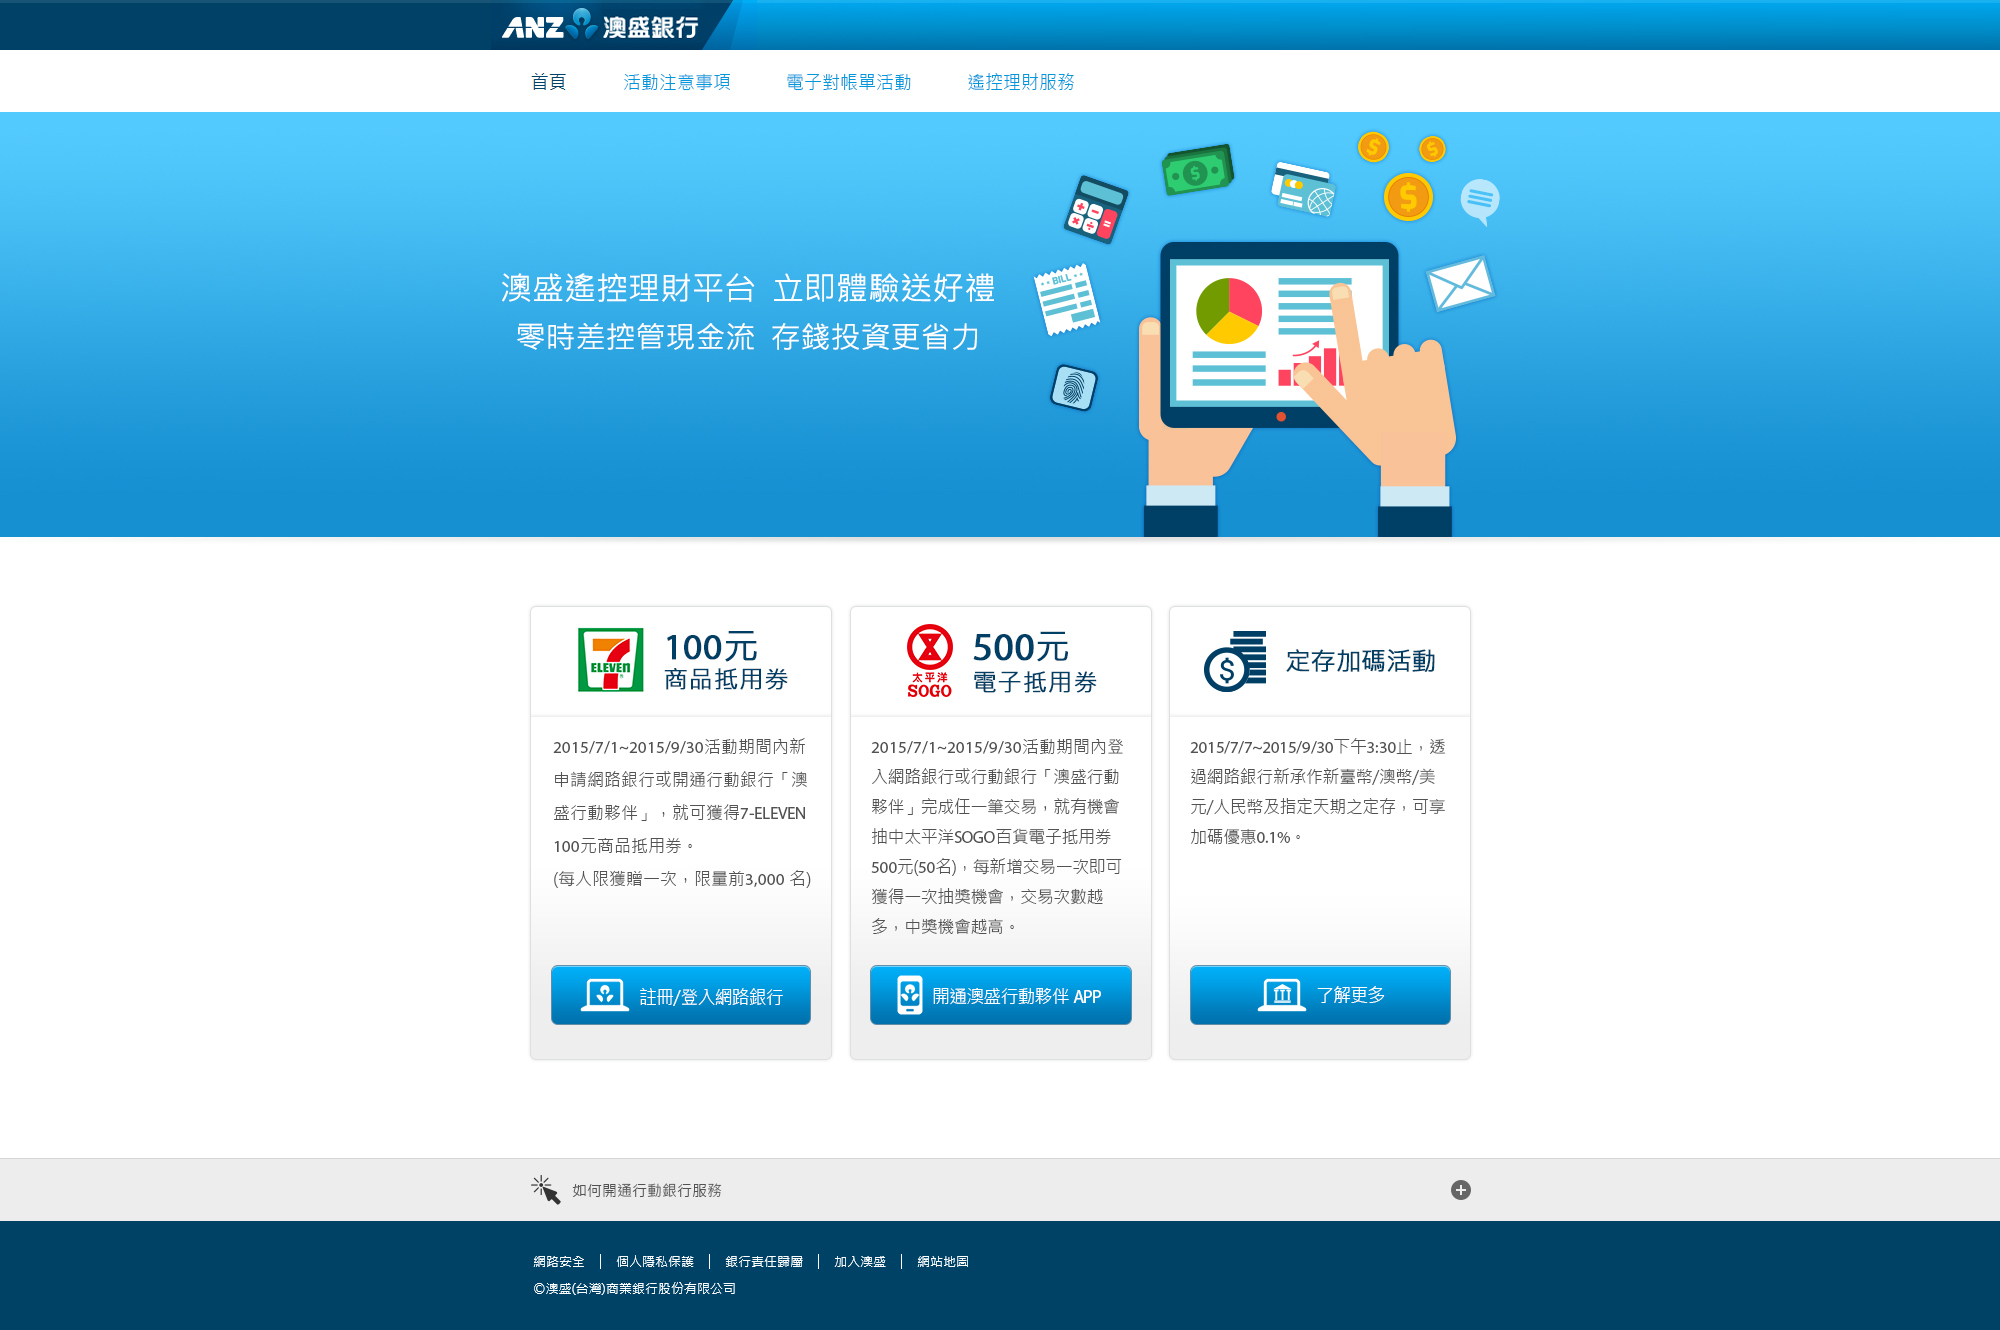 ANZ 澳盛銀行
首頁 活動注意事項 電子對帳單活動 遙控理財服務
澳盛遙控理財平台 立即體驗送好禮
零時差控管現金流 存錢投資更省力
BILL
7
ELEVEN
100元
商品抵用券
2015/7/1~2015/9/30活動期間內新
申請網路銀行或開通行動銀行「澳
盛行動夥伴」，就可獲得7-ELEVEN
100元商品抵用券。
(每人限獲贈一次，限量前3,000 名)
註冊/登入網路銀行
太平洋
SOGO
500元
電子抵用券
2015/7/1~2015/9/30活動期間內登
入網路銀行或行動銀行「澳盛行動
夥伴」完成任一筆交易，就有機會
抽中太平洋SOGO百貨電子抵用券
500元(50名)，每新增交易一次即可
獲得一次抽獎機會，交易次數越
多，中獎機會越高。
開通澳盛行動夥伴 APP
定存加碼活動
2015/7/7~2015/9/30下午3:30止，透
過網路銀行新承作新臺幣/澳幣/美
元/人民幣及指定天期之定存，可享
加碼優惠0.1%。
了解更多
如何開通行動銀行服務
網路安全 | 個人隱私保護 | 銀行責任歸屬 | 加入澳盛 | 網站地圖
©澳盛(台灣)商業銀行股份有限公司